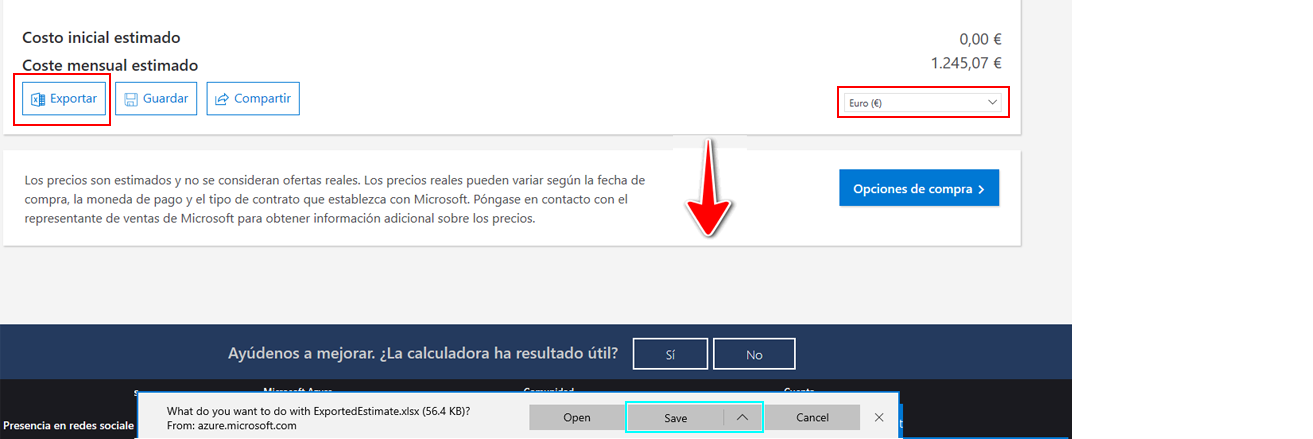 Costo inicial estimado
0,00 €
Coste mensual estimado
1.245,07 €
Exportar
Guardar
Compartir
Euro (€)
Los precios son estimados y no se consideran ofertas reales. Los precios reales pueden variar según la fecha de
compra, la moneda de pago y el tipo de contrato que establezca con Microsoft. Póngase en contacto con el
representante de ventas de Microsoft para obtener información adicional sobre los precios.
Opciones de compra
Ayúdenos a mejorar. ¿La calculadora ha resultado útil?
Sí
No
Microsoft Azure
Comunidad
Cuenta
What do you want to do with ExportedEstimate.xlsx (56.4 KB)?
From: azure.microsoft.com
Open
Save
Cancel
Presencia en redes sociale